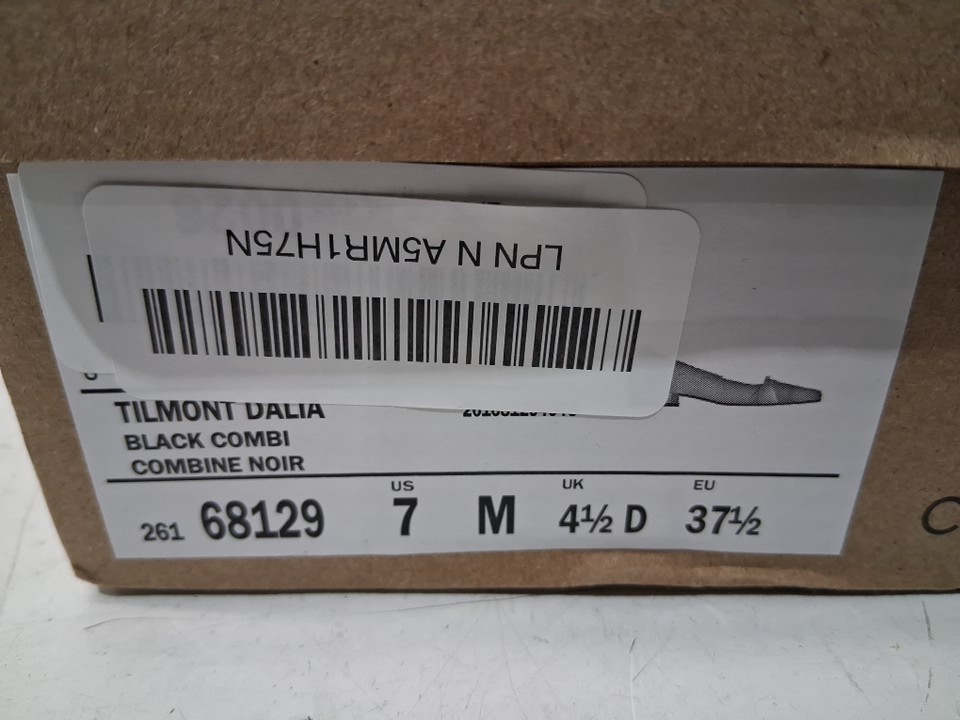 LPN N A5MR1H75N
TILMONT DALIA
BLACK COMBI
COMBINE NOIR
US UK EU
261 68129 7 M 4½ D 37½